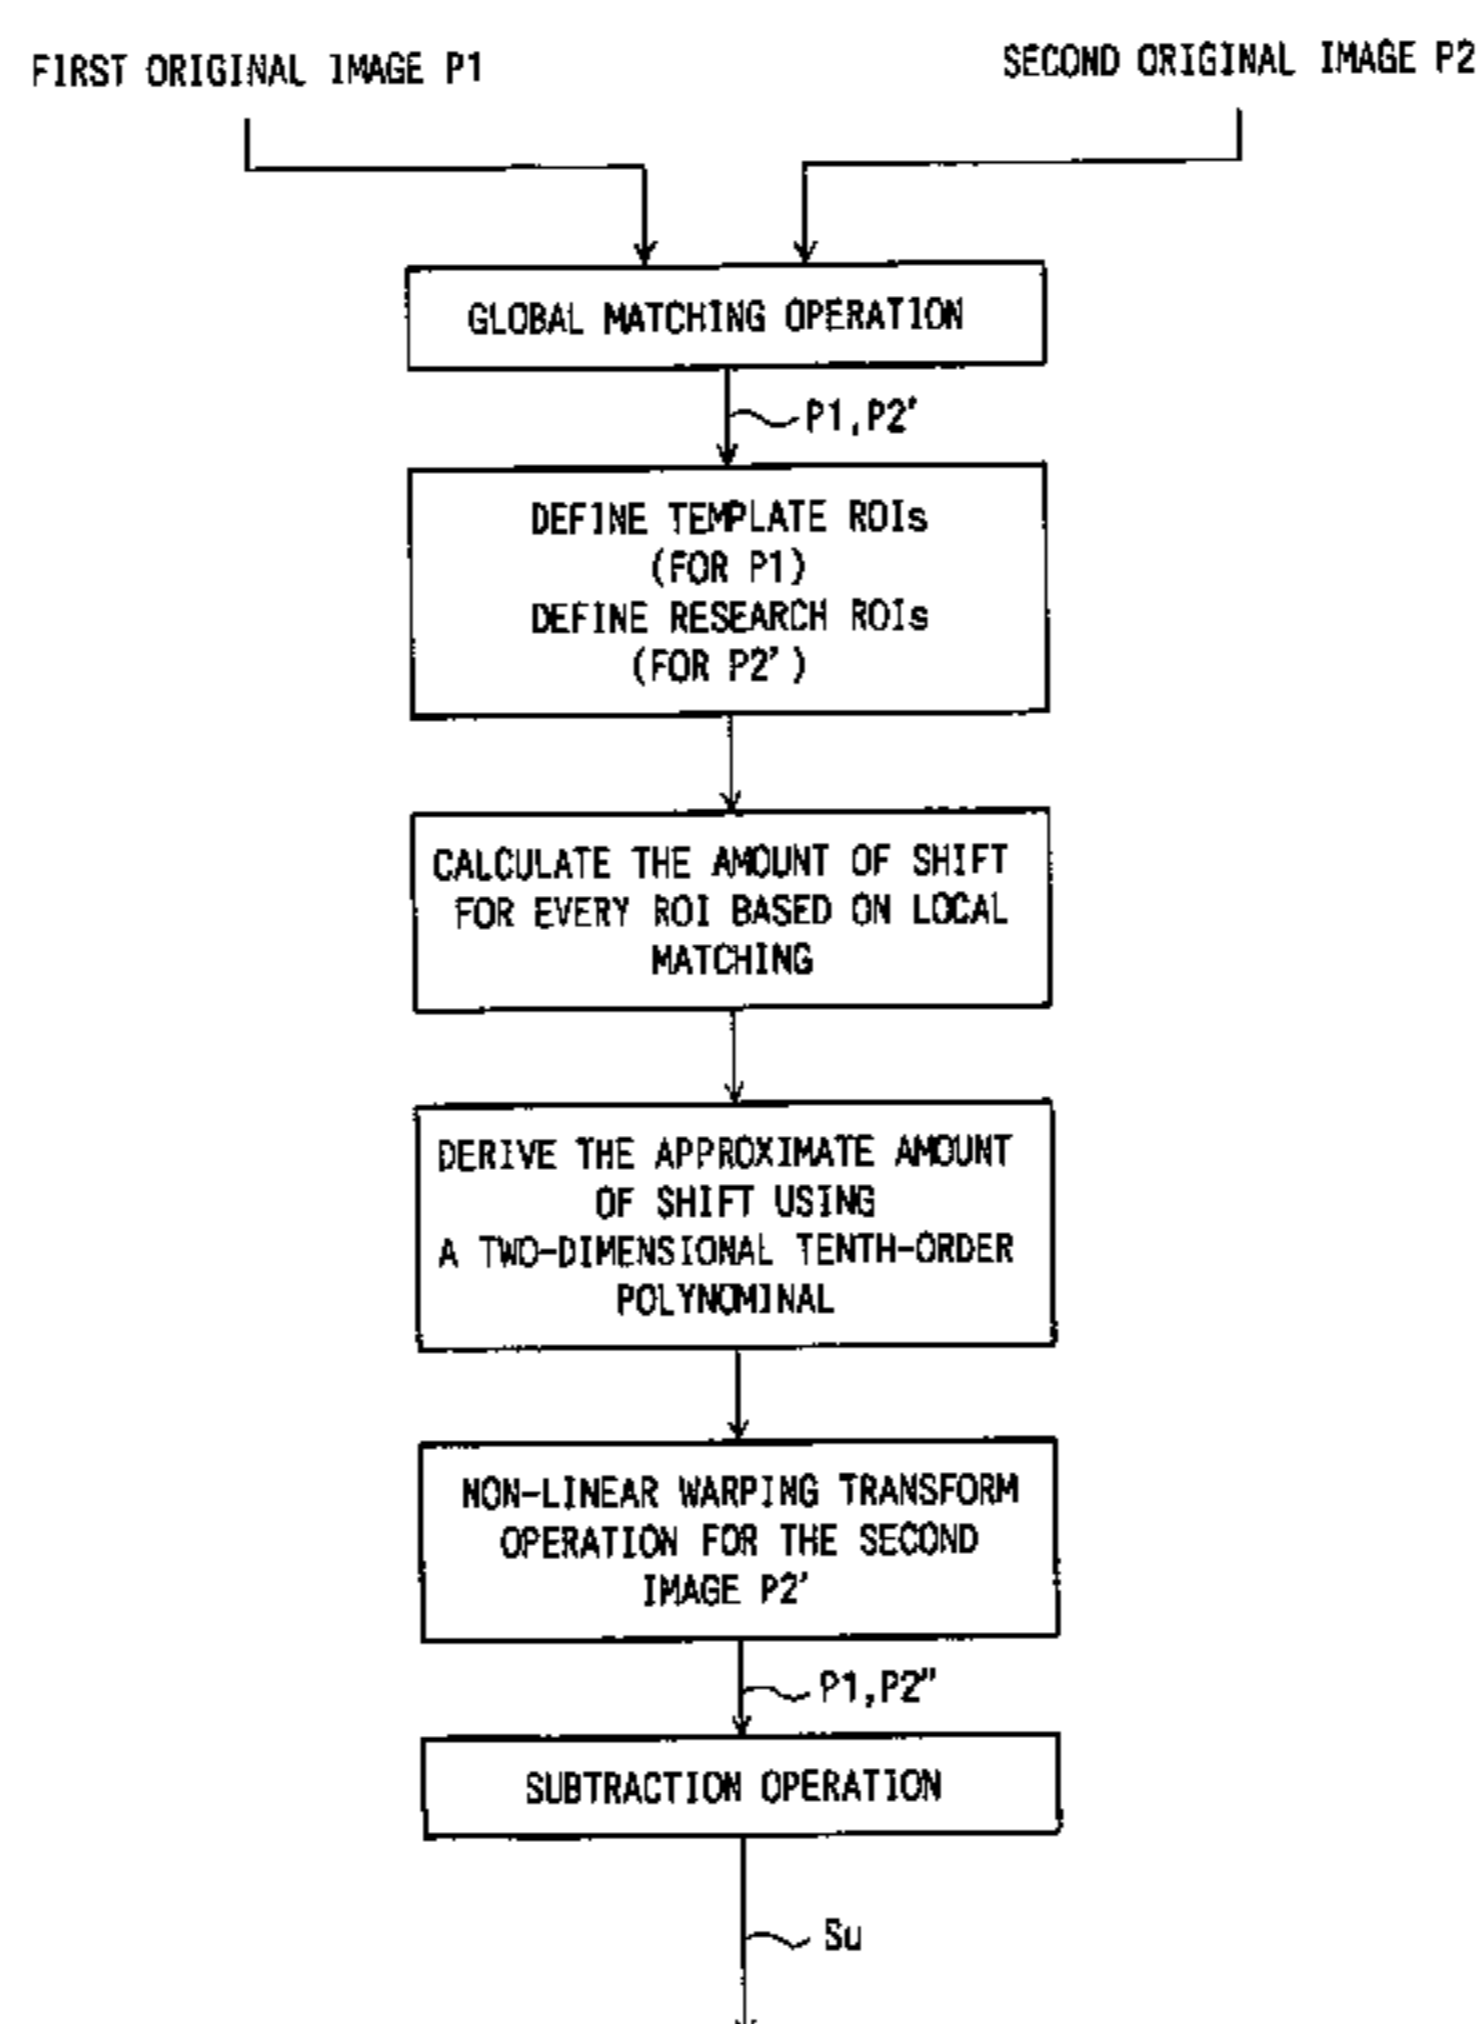 FIRST ORIGINAL IMAGE P1
SECOND ORIGINAL IMAGE P2
GLOBAL MATCHING OPERATION
P1,P2'
DEFINE TEMPLATE ROIs
(FOR P1)
DEFINE RESEARCH ROIs
(FOR P2')
CALCULATE THE AMOUNT OF SHIFT
FOR EVERY ROI BASED ON LOCAL
MATCHING
DERIVE THE APPROXIMATE AMOUNT
OF SHIFT USING
A TWO-DIMENSIONAL TENTH-ORDER
POLYNOMINAL
NON-LINEAR WARPING TRANSFORM
OPERATION FOR THE SECOND
IMAGE P2'
P1,P2"
SUBTRACTION OPERATION
Su